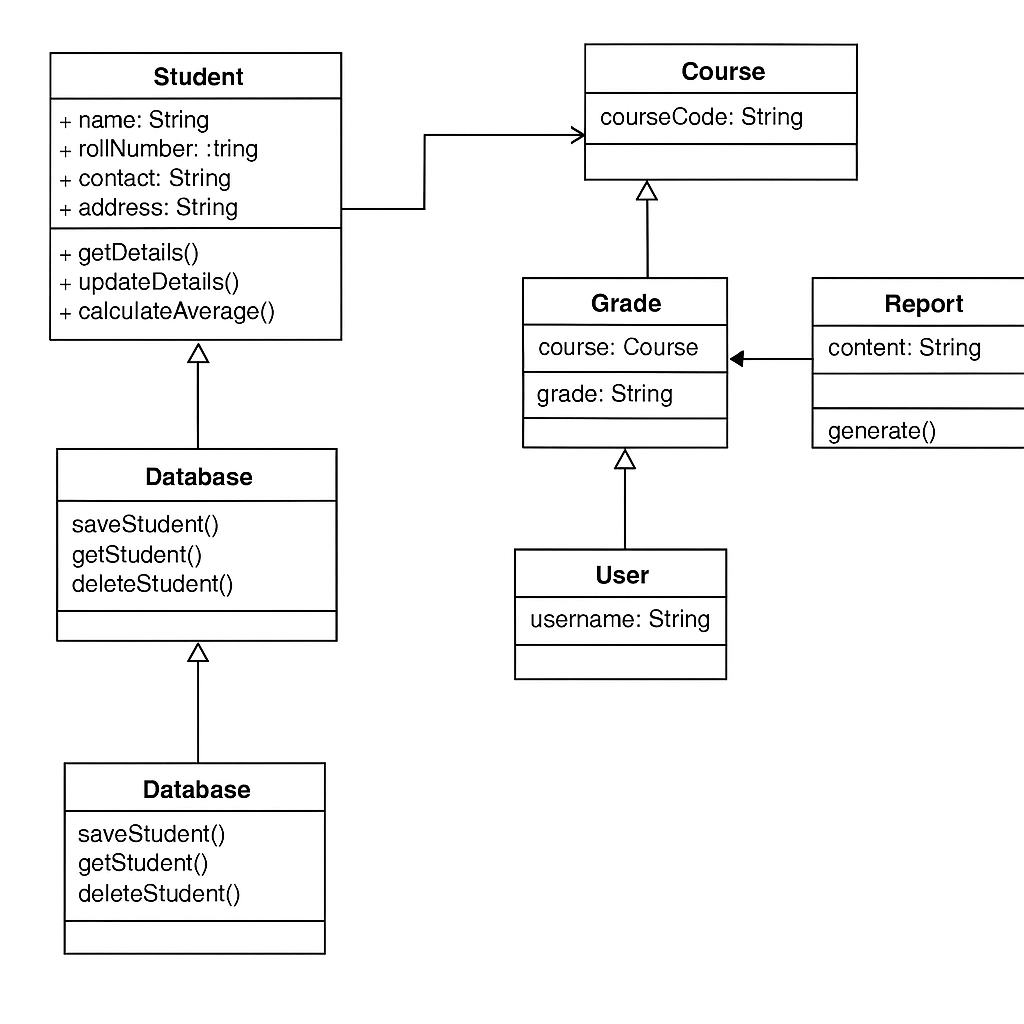 Student
+ name: String
+ rollNumber: :tring
+ contact: String
+ address: String
+ getDetails()
+ updateDetails()
+ calculateAverage()
Course
courseCode: String
Grade
course: Course
grade: String
Report
content: String
generate()
Database
saveStudent()
getStudent()
deleteStudent()
User
username: String
Database
saveStudent()
getStudent()
deleteStudent()